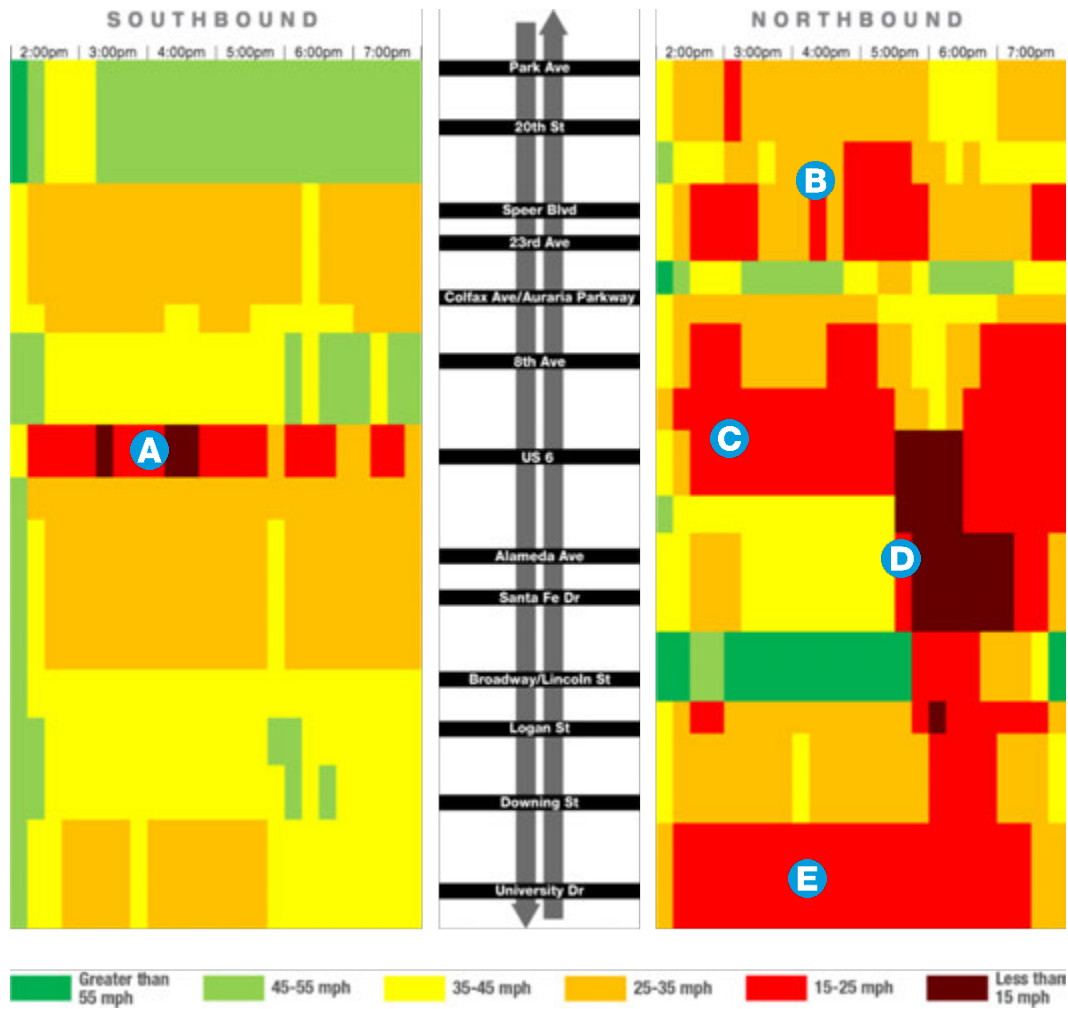 SOUTHBOUND
NORTHBOUND
2:00pm 3:00pm 4:00pm 5:00pm 6:00pm 7:00pm
2:00pm 3:00pm 4:00pm 5:00pm 6:00pm 7:00pm
Park Ave
20th St
B
Speer Blvd
23rd Ave
Colfax Ave/Auraria Parkway
8th Ave
C
A
US 6
Alameda Ave
D
Santa Fe Dr
Broadway/Lincoln St
Logan St
Downing St
E
University Dr
Greater than
55 mph
45-55 mph
35-45 mph
25-35 mph
15-25 mph
Less than
15 mph